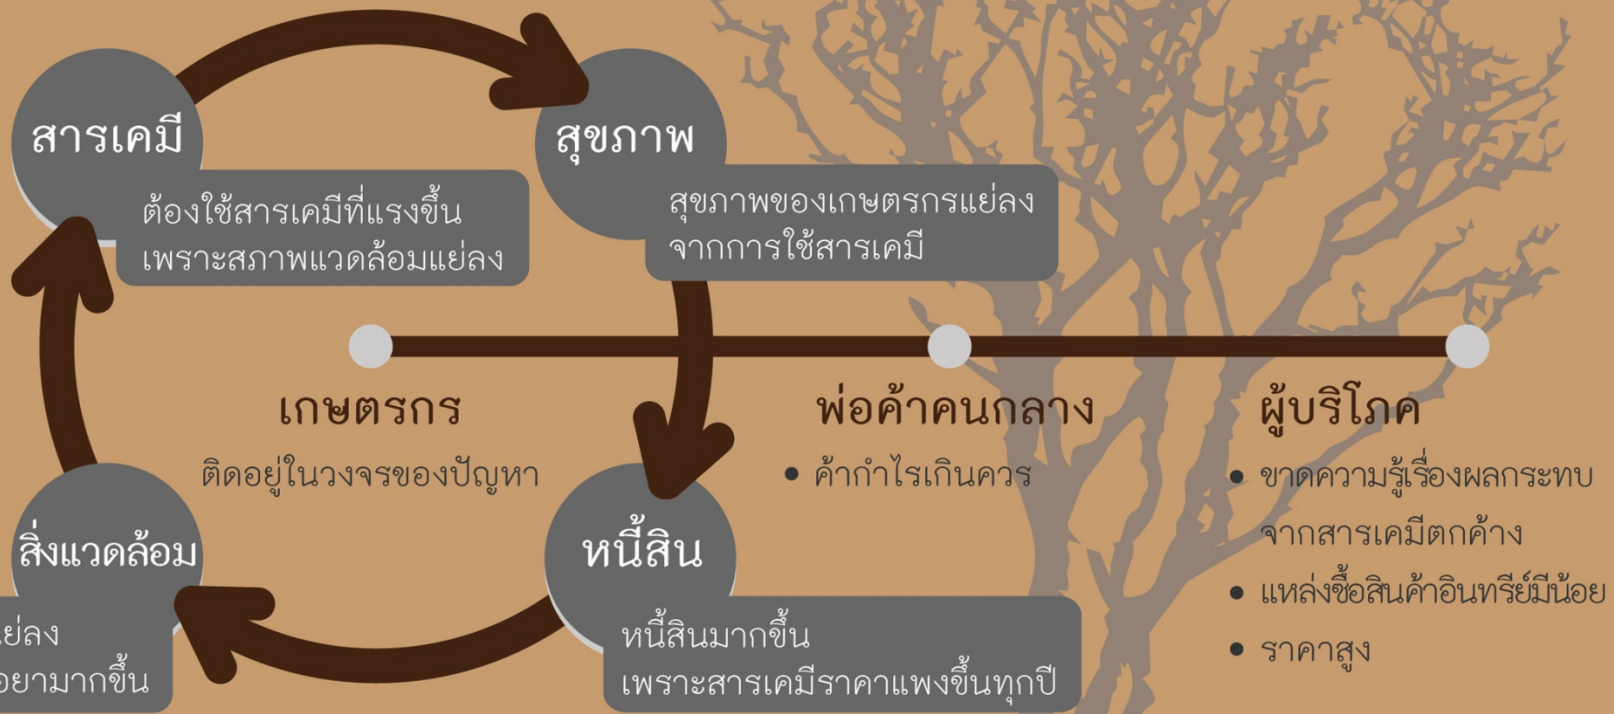 สารเคมี
ต้องใช้สารเคมีที่แรงขึ้น
เพราะสภาพแวดล้อมแย่ลง
สุขภาพ
สุขภาพของเกษตรกรแย่ลง
จากการใช้สารเคมี
เกษตรกร
ติดอยู่ในวงจรของปัญหา
พ่อค้าคนกลาง
• ค้ากำไรเกินควร
ผู้บริโภค
• ขาดความรู้เรื่องผลกระทบ
จากสารเคมีตกค้าง
• แหล่งซื้อสินค้าอินทรีย์มีน้อย
• ราคาสูง
สิ่งแวดล้อม
ย่ลง
ยามากขึ้น
หนี้สิน
หนี้สินมากขึ้น
เพราะสารเคมีราคาแพงขึ้นทุกปี